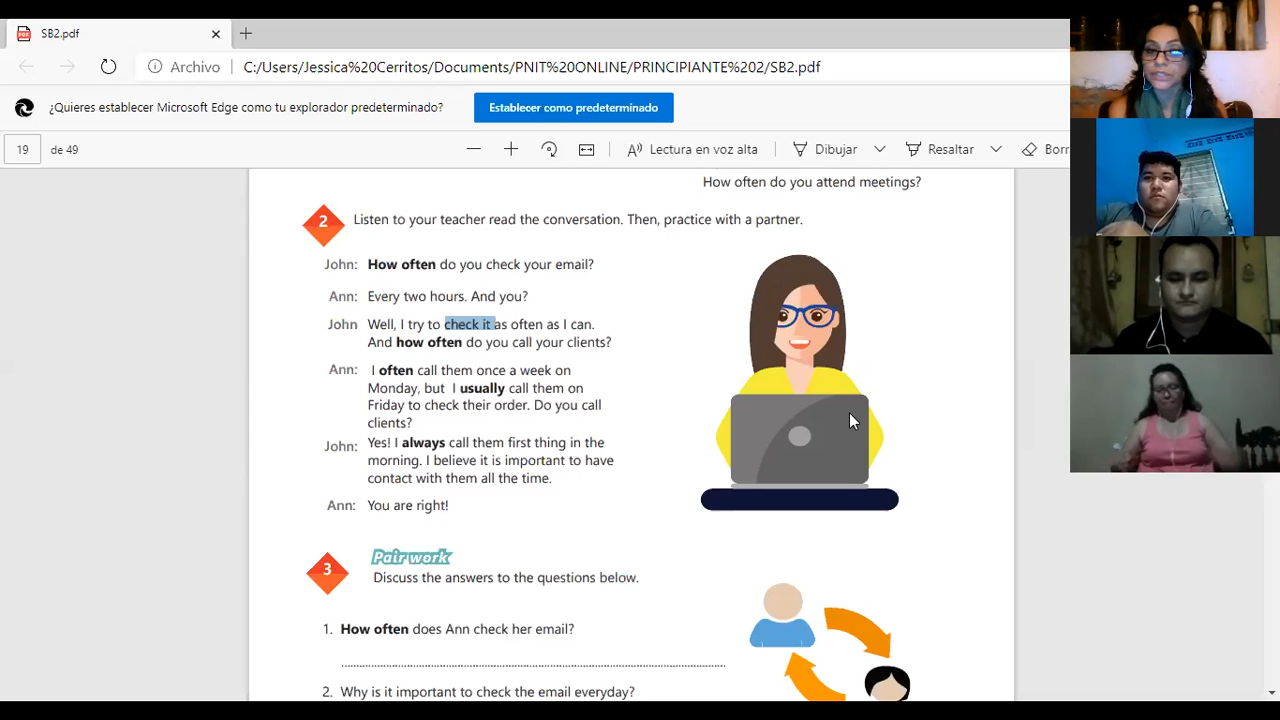 SB2.pdf
Archivo C:/Users/Jessica%20Cerritos/Documents/PNIT%20ONLINE/PRINCIPIANTE%202/SB2.pdf
¿Quieres establecer Microsoft Edge como tu explorador predeterminado? Establecer como predeterminado
19 de 49 Lectura en voz alta Dibujar Resaltar Borr
How often do you attend meetings?
2 Listen to your teacher read the conversation. Then, practice with a partner.
John: How often do you check your email?
Ann: Every two hours. And you?
John Well, I try to check it as often as I can.
And how often do you call your clients?
Ann: I often call them once a week on
Monday, but I usually call them on
Friday to check their order. Do you call
clients?
John: Yes! I always call them first thing in the
morning. I believe it is important to have
contact with them all the time.
Ann: You are right!
3 Pair work
Discuss the answers to the questions below.
1. How often does Ann check her email?
2. Why is it important to check the email everyday?